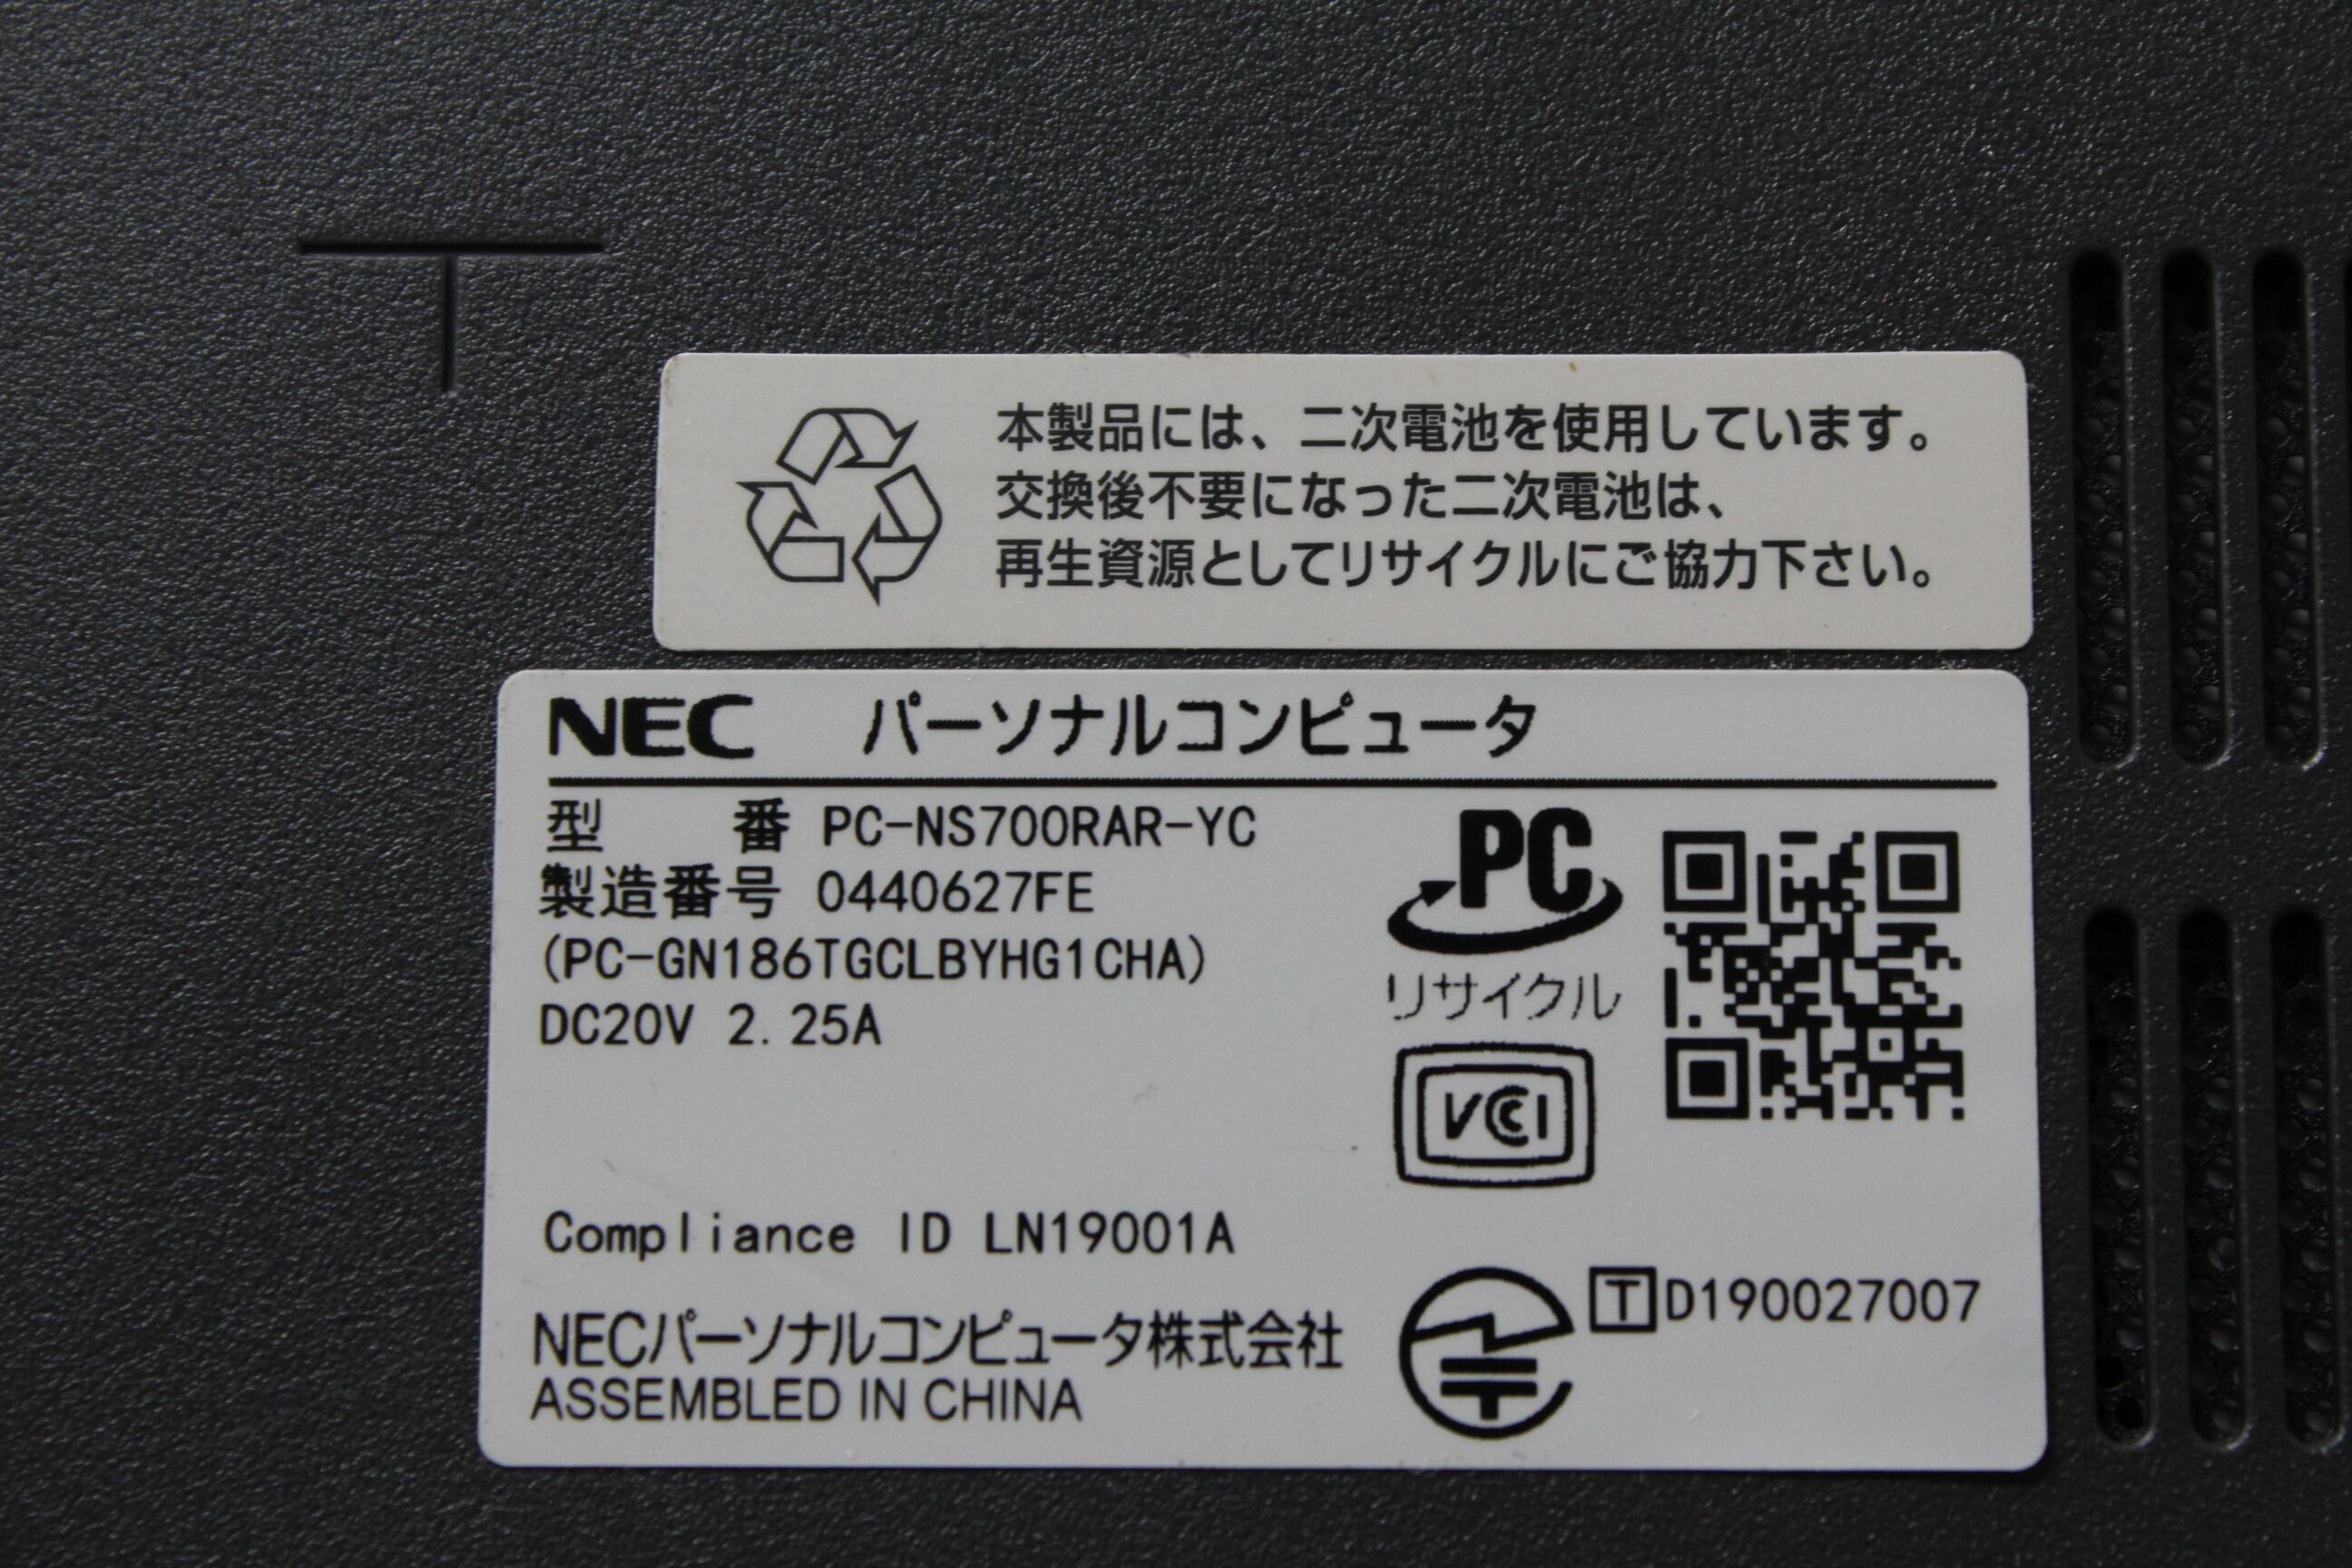 本製品には、二次電池を使用しています。
交換後不要になった二次電池は、
再生資源としてリサイクルにご協力下さい。
NEC パーソナルコンピュータ
型 番 PC-NS700RAR-YC
製造番号 0440627FE
(PC-GN186TGCLBYHG1CHA)
DC20V 2.25A
PC
リサイクル
VCCI
Compliance ID LN19001A
T D190027007
NECパーソナルコンピュータ株式会社
ASSEMBLED IN CHINA